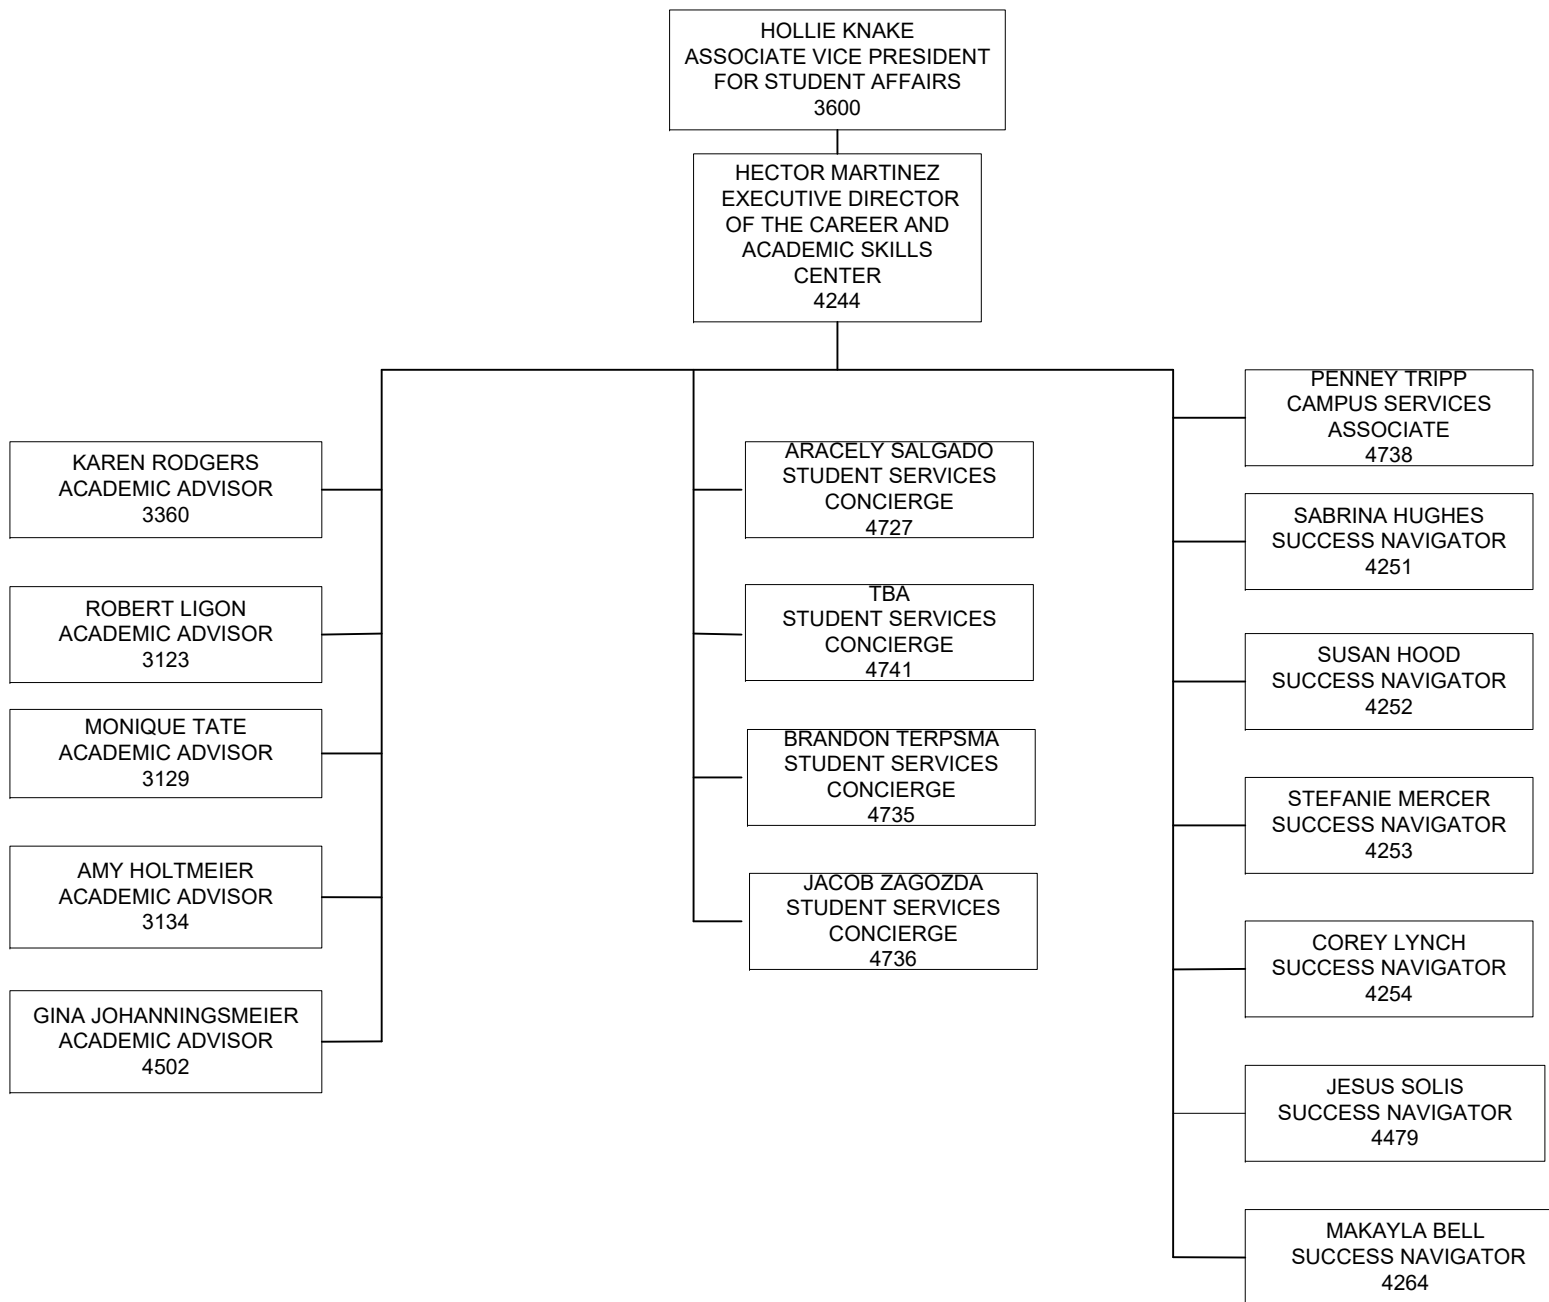 HOLLIE KNAKE
ASSOCIATE VICE PRESIDENT
FOR STUDENT AFFAIRS
3600
HECTOR MARTINEZ
EXECUTIVE DIRECTOR
OF THE CAREER AND
ACADEMIC SKILLS
CENTER
4244
KAREN RODGERS
ACADEMIC ADVISOR
3360
ROBERT LIGON
ACADEMIC ADVISOR
3123
MONIQUE TATE
ACADEMIC ADVISOR
3129
AMY HOLTMEIER
ACADEMIC ADVISOR
3134
GINA JOHANNINGSMEIER
ACADEMIC ADVISOR
4502
ARACELY SALGADO
STUDENT SERVICES
CONCIERGE
4727
TBA
STUDENT SERVICES
CONCIERGE
4741
BRANDON TERPSMA
STUDENT SERVICES
CONCIERGE
4735
JACOB ZAGOZDA
STUDENT SERVICES
CONCIERGE
4736
PENNEY TRIPP
CAMPUS SERVICES
ASSOCIATE
4738
SABRINA HUGHES
SUCCESS NAVIGATOR
4251
SUSAN HOOD
SUCCESS NAVIGATOR
4252
STEFANIE MERCER
SUCCESS NAVIGATOR
4253
COREY LYNCH
SUCCESS NAVIGATOR
4254
JESUS SOLIS
SUCCESS NAVIGATOR
4479
MAKAYLA BELL
SUCCESS NAVIGATOR
4264